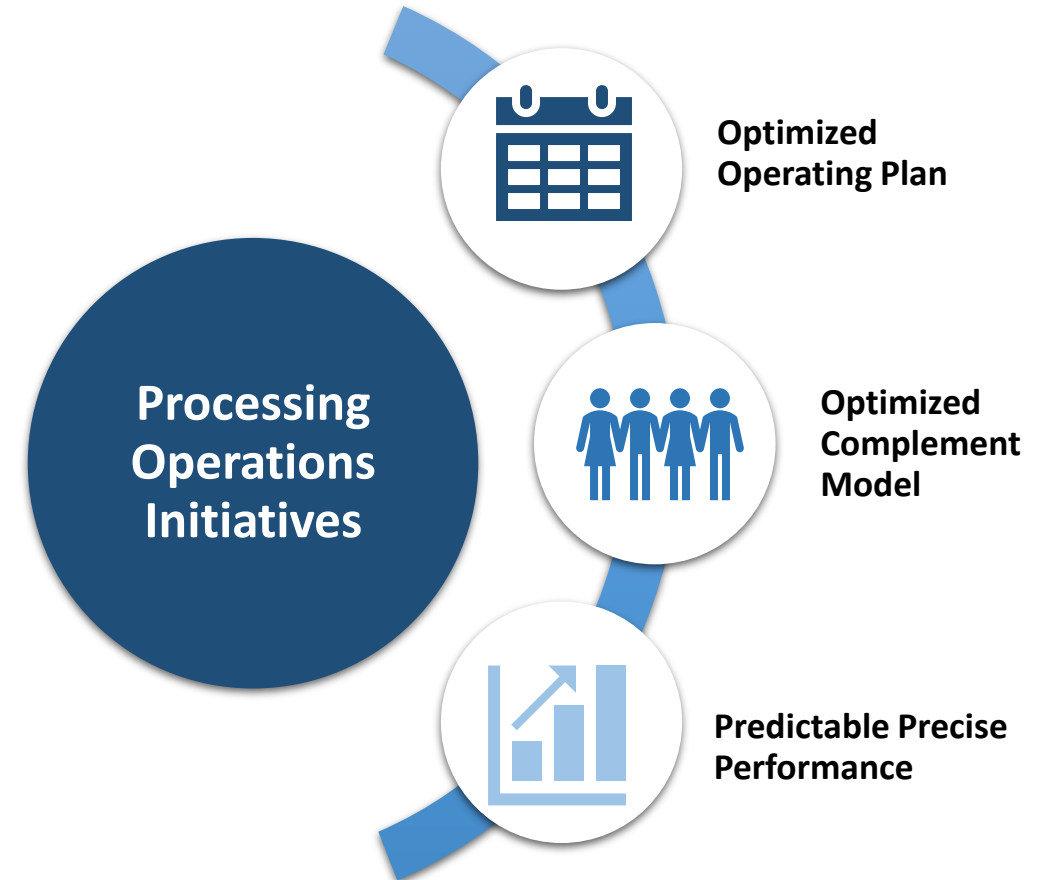 Processing
Operations
Initiatives
Optimized
Operating Plan
Optimized
Complement
Model
Predictable Precise
Performance